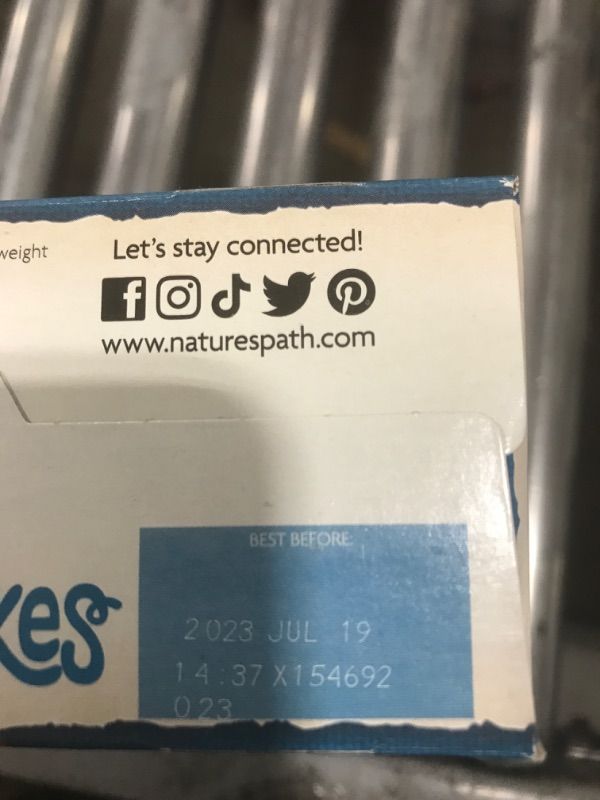 weight
Let's stay connected!
www.naturespath.com
BEST BEFORE:
kes
2023 JUL 19
14:37 X154692
023